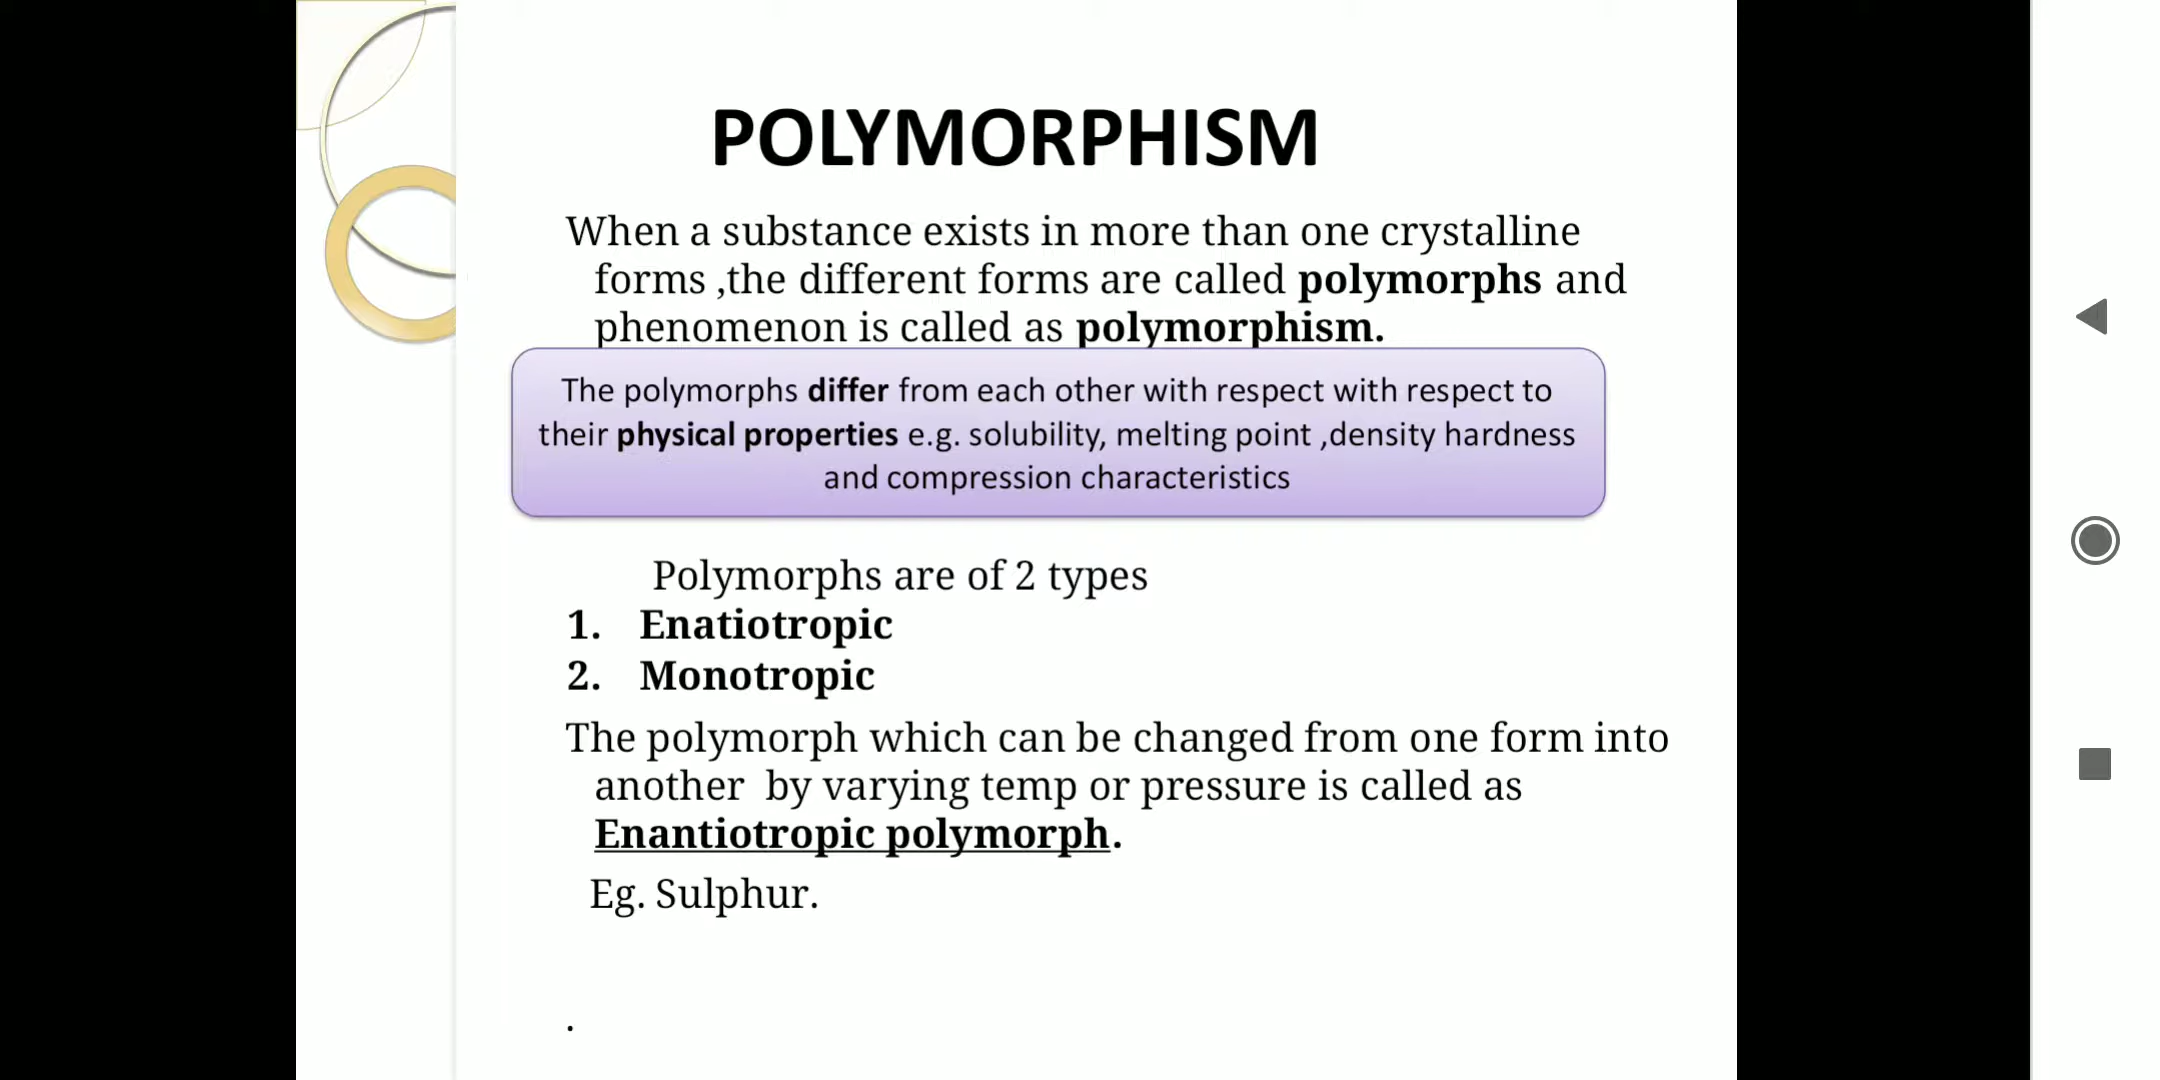 POLYMORPHISM
When a substance exists in more than one crystalline
forms ,the different forms are called polymorphs and
phenomenon is called as polymorphism.
The polymorphs differ from each other with respect with respect to
their physical properties e.g. solubility, melting point ,density hardness
and compression characteristics
Polymorphs are of 2 types
1. Enatiotropic
2. Monotropic
The polymorph which can be changed from one form into
another  by varying temp or pressure is called as
Enantiotropic polymorph.
Eg. Sulphur.
.